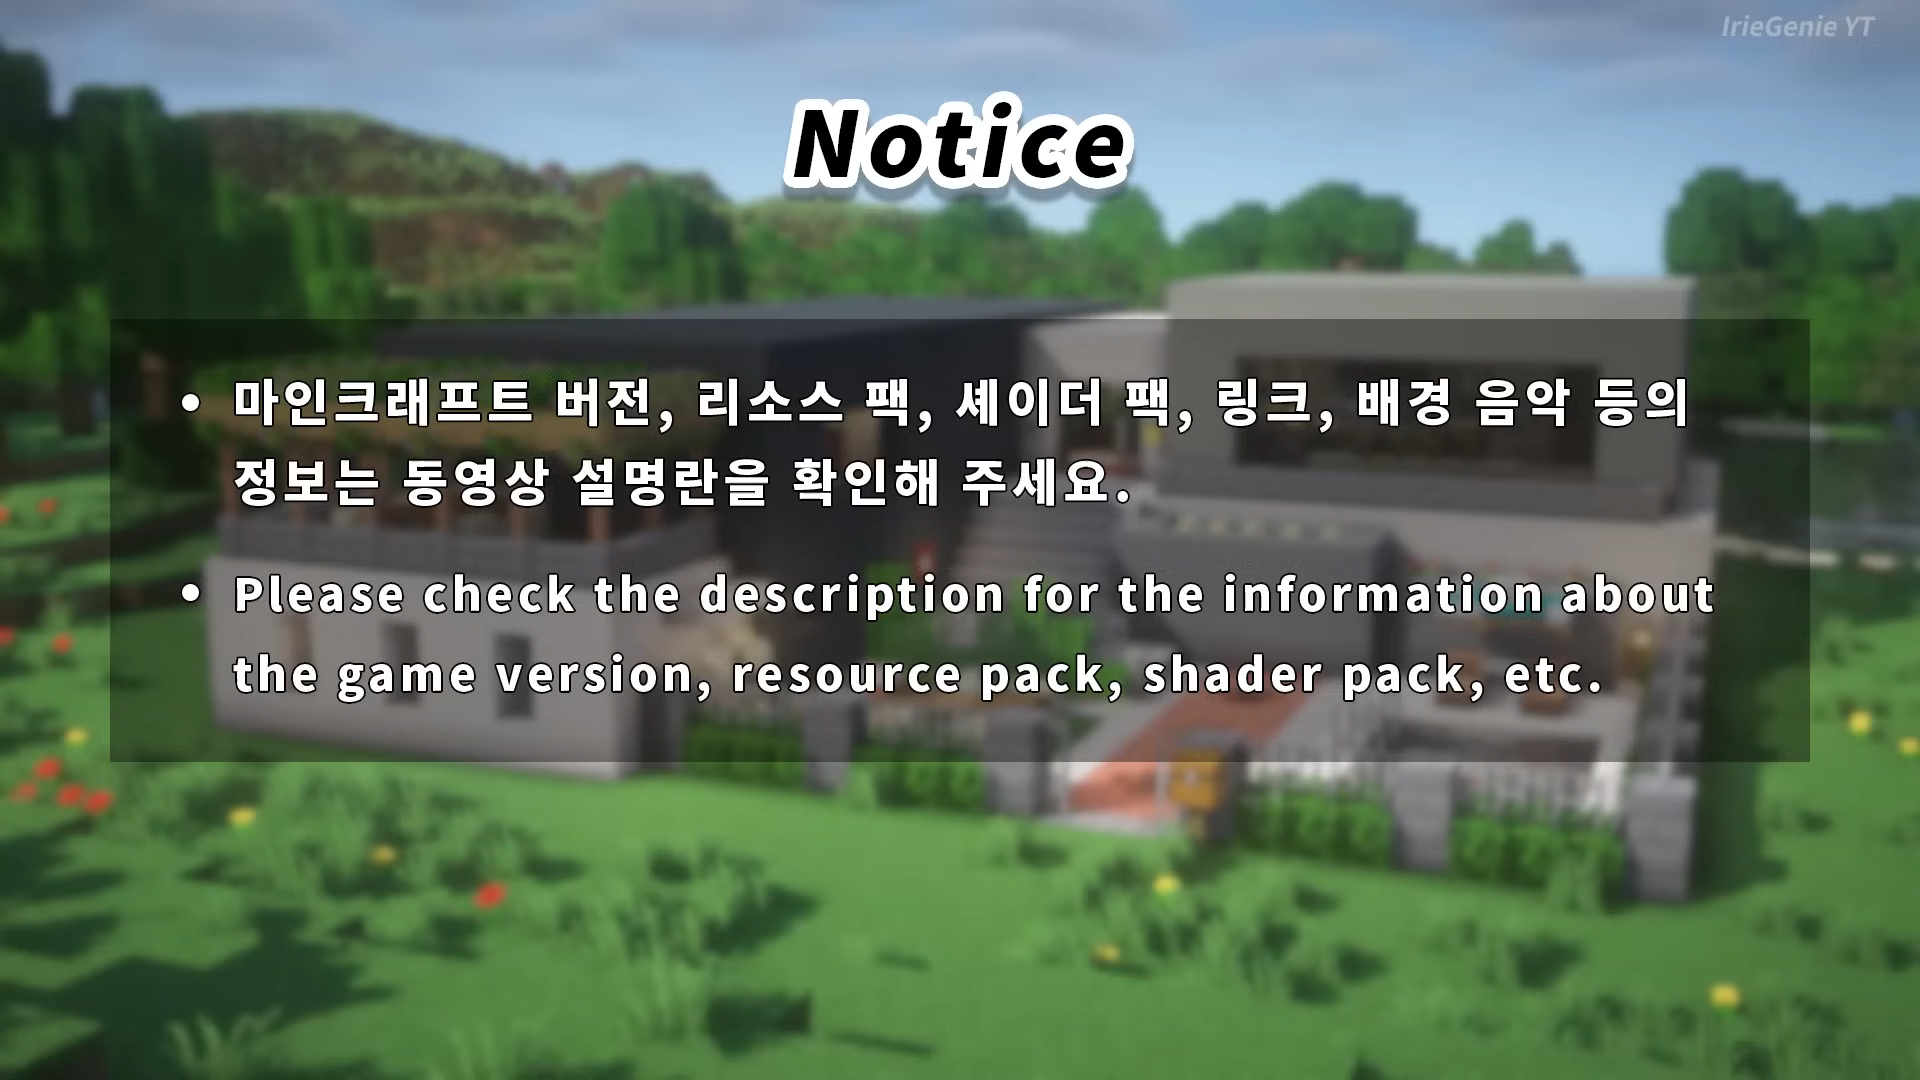 IrieGenie YT
Notice
• 마인크래프트 버전, 리소스 팩, 셰이더 팩, 링크, 배경 음악 등의
정보는 동영상 설명란을 확인해 주세요.
• Please check the description for the information about
the game version, resource pack, shader pack, etc.